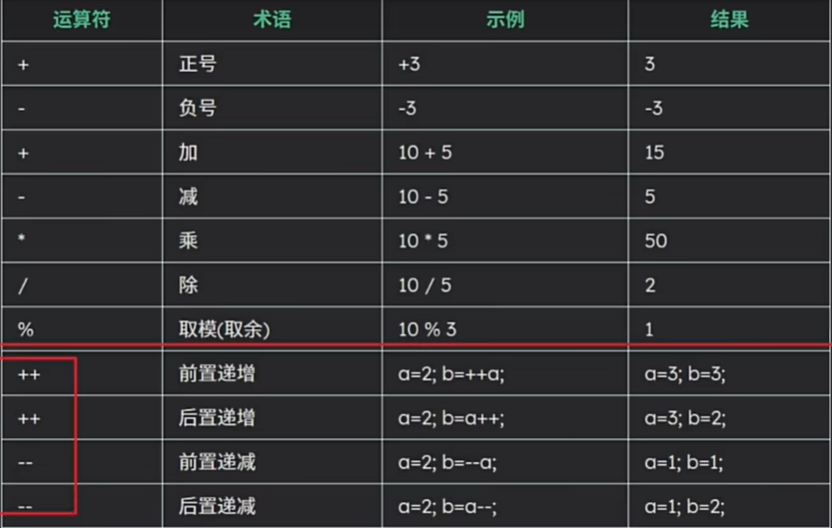 运算符 术语 示例 结果
+ 正号 +3 3
- 负号 -3 -3
+ 加 10 + 5 15
- 减 10 - 5 5
* 乘 10 * 5 50
/ 除 10 / 5 2
% 取模(取余) 10 % 3 1
++ 前置递增 a=2; b=++a; a=3; b=3;
++ 后置递增 a=2; b=a++; a=3; b=2;
-- 前置递减 a=2; b=--a; a=1; b=1;
-- 后置递减 a=2; b=a--; a=1; b=2;